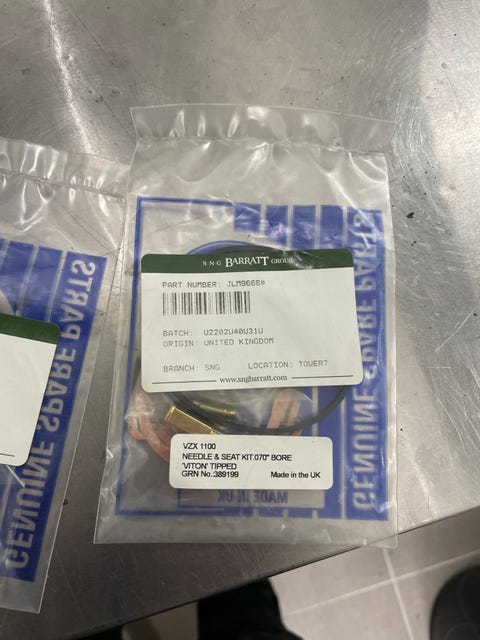 SNG BARRATT GROUP
PART NUMBER: JLM9666#
BATCH: U2202U40U31U
ORIGIN: UNITED KINGDOM
BRANCH: SNG LOCATION: TOWER7
www.sngbarratt.com
VZX 1100
NEEDLE & SEAT KIT.070" BORE
'VITON' TIPPED
GRN No.389199 Made in the UK
MADE IN UK
GENUINE SPARE PARTS
GENUINE SPARE PARTS